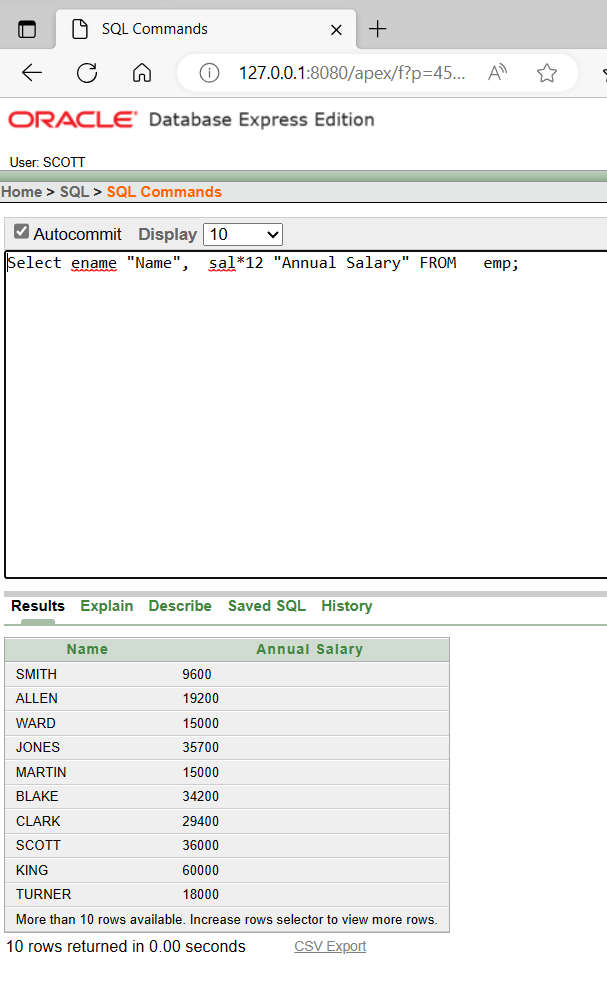 SQL Commands
127.0.0.1:8080/apex/f?p=45...
ORACLE Database Express Edition
User: SCOTT
Home > SQL > SQL Commands
Autocommit Display 10
Select ename "Name", sal*12 "Annual Salary" FROM emp;
Results Explain Describe Saved SQL History
Name Annual Salary
SMITH 9600
ALLEN 19200
WARD 15000
JONES 35700
MARTIN 15000
BLAKE 34200
CLARK 29400
SCOTT 36000
KING 60000
TURNER 18000
More than 10 rows available. Increase rows selector to view more rows.
10 rows returned in 0.00 seconds CSV Export